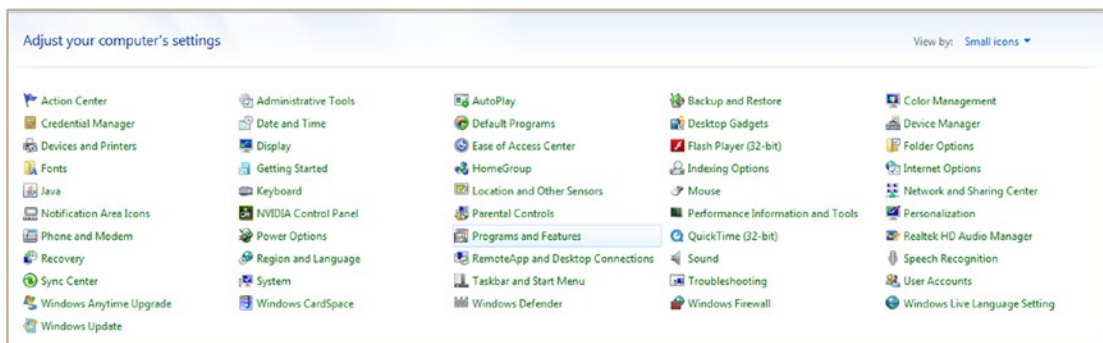 Adjust your computer's settings
View by: Small icons
Action Center
Administrative Tools
AutoPlay
Backup and Restore
Color Management
Credential Manager
Date and Time
Default Programs
Desktop Gadgets
Device Manager
Devices and Printers
Display
Ease of Access Center
Flash Player (32-bit)
Folder Options
Fonts
Getting Started
HomeGroup
Indexing Options
Internet Options
Java
Keyboard
Location and Other Sensors
Mouse
Network and Sharing Center
Notification Area Icons
NVIDIA Control Panel
Parental Controls
Performance Information and Tools
Personalization
Phone and Modem
Power Options
Programs and Features
QuickTime (32-bit)
Realtek HD Audio Manager
Recovery
Region and Language
RemoteApp and Desktop Connections
Sound
Speech Recognition
Sync Center
System
Taskbar and Start Menu
Troubleshooting
User Accounts
Windows Anytime Upgrade
Windows CardSpace
Windows Defender
Windows Firewall
Windows Live Language Setting
Windows Update